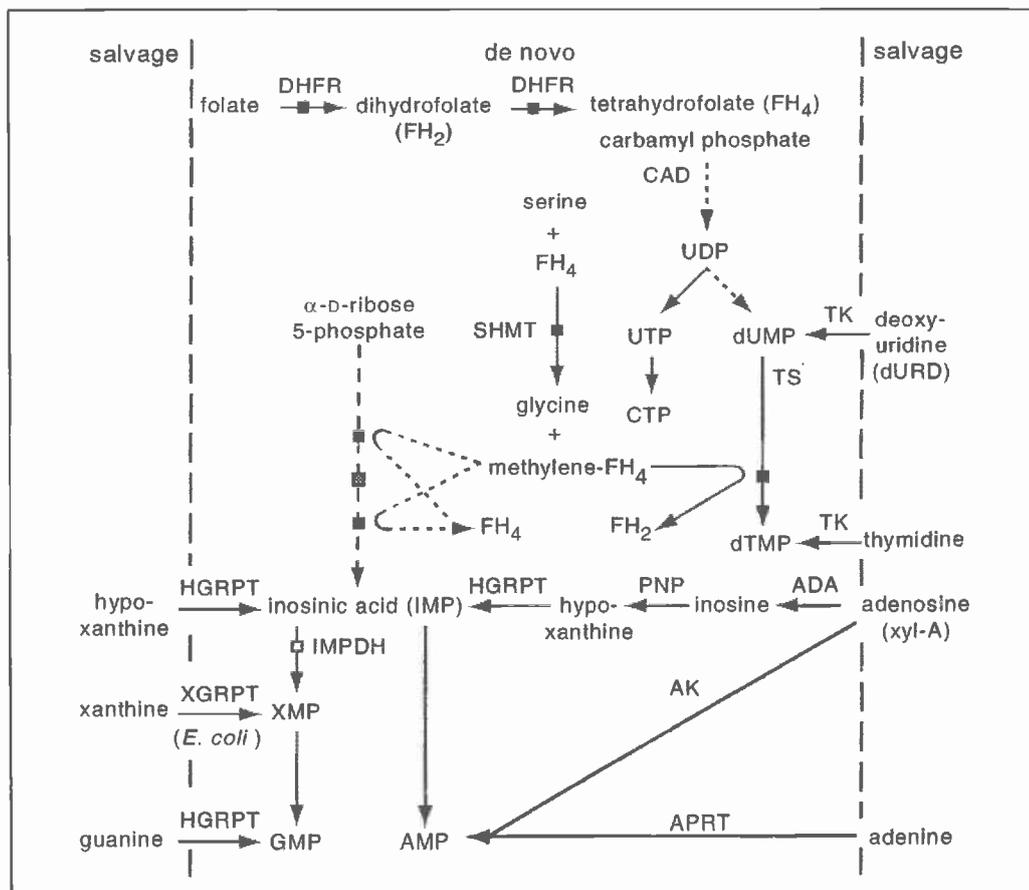 salvage
de novo
salvage
DHFR
DHFR
folate
dihydrofolate
(FH2)
tetrahydrofolate (FH4)
carbamyl phosphate
CAD
serine
+
FH4
UDP
α-D-ribose
5-phosphate
SHMT
UTP
dUMP
TK
deoxy-
uridine
(dURD)
TS
glycine
+
CTP
methylene-FH4
FH4
FH2
dTMP
TK
thymidine
hypo-
xanthine
HGRPT
inosinic acid (IMP)
HGRPT
hypo-
xanthine
PNP
inosine
ADA
adenosine
(xyl-A)
IMPDH
AK
xanthine
XGRPT
(E. coli)
XMP
guanine
HGRPT
GMP
AMP
APRT
adenine